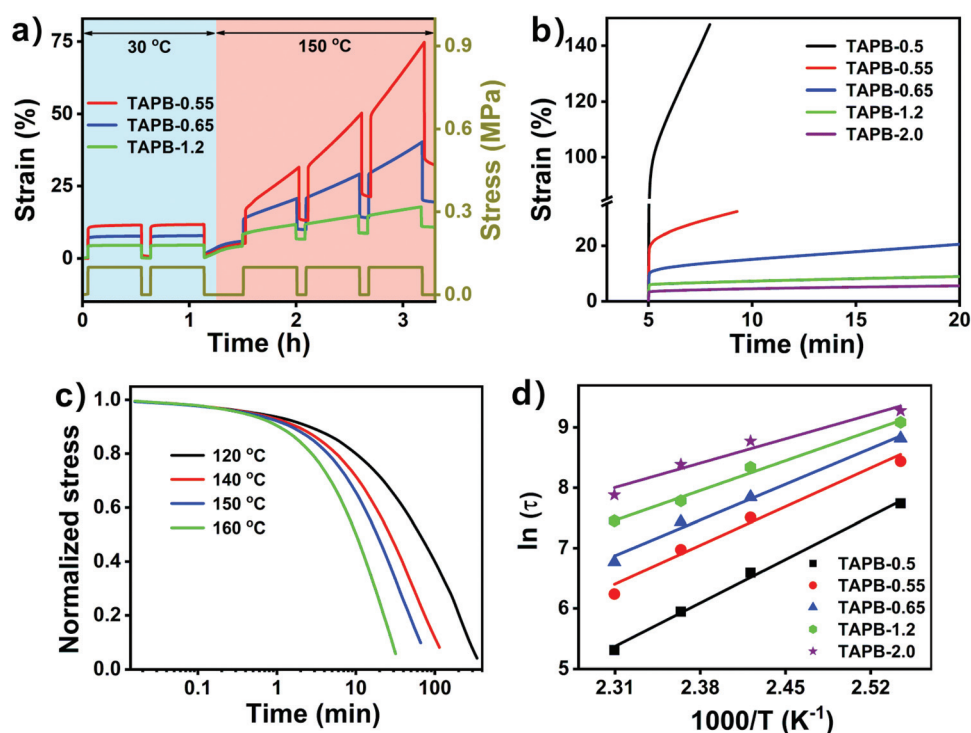 a)
30 °C
150 °C
TAPB-0.55
TAPB-0.65
TAPB-1.2
Strain (%)
75
50
25
0
Stress (MPa)
0.9
0.6
0.3
0.0
0 1 2 3
Time (h)
b)
TAPB-0.5
TAPB-0.55
TAPB-0.65
TAPB-1.2
TAPB-2.0
Strain (%)
140
120
100
20
0
5 10 15 20
Time (min)
c)
120 °C
140 °C
150 °C
160 °C
Normalized stress
1.0
0.8
0.6
0.4
0.2
0.0
0.1 1 10 100
Time (min)
d)
ln (τ)
9
8
7
6
5
TAPB-0.5
TAPB-0.55
TAPB-0.65
TAPB-1.2
TAPB-2.0
2.31 2.38 2.45 2.52
1000/T (K⁻¹)